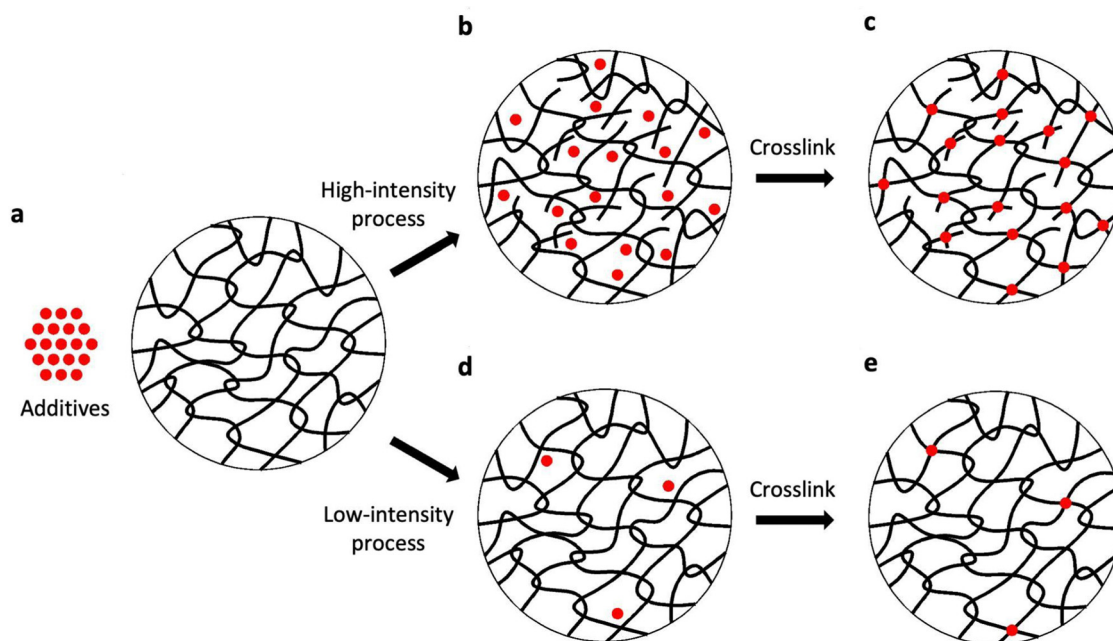 a
Additives
High-intensity
process
b
Crosslink
c
Low-intensity
process
d
Crosslink
e